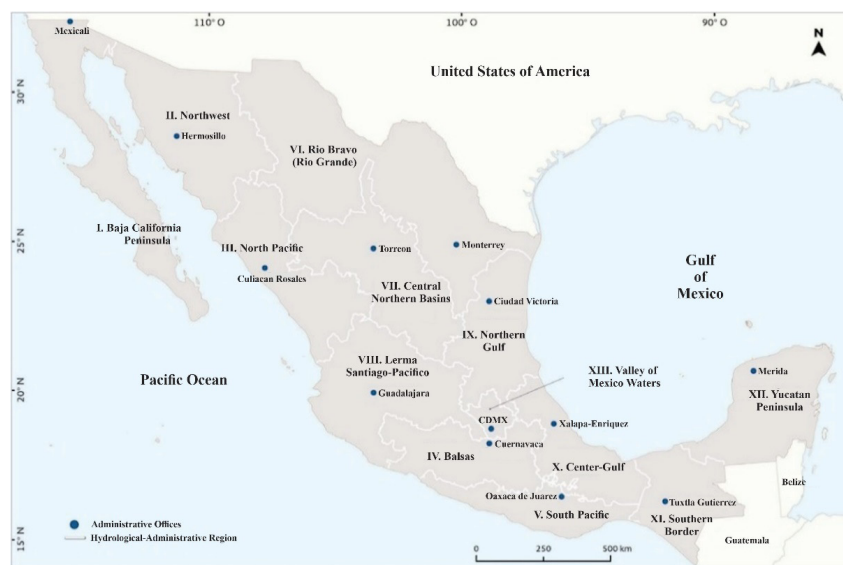 110° O
100° O
90° O
Mexicali
N
United States of America
30° N
II. Northwest
Hermosillo
VI. Rio Bravo
(Rio Grande)
I. Baja California
Peninsula
25° N
III. North Pacific
Torreon
Monterrey
Culiacan Rosales
Gulf
of
Mexico
VII. Central
Northern Basins
Ciudad Victoria
IX. Northern
Gulf
VIII. Lerma
Santiago-Pacifico
XIII. Valley of
Mexico Waters
Merida
Pacific Ocean
20° N
Guadalajara
XII. Yucatan
Peninsula
CDMX
Xalapa-Enriquez
Cuernavaca
IV. Balsas
X. Center-Gulf
Belize
Oaxaca de Juarez
Tuxtla Gutierrez
V. South Pacific
XI. Southern
Border
Guatemala
15° N
Administrative Offices
Hydrological-Administrative Region
0 250 500 km